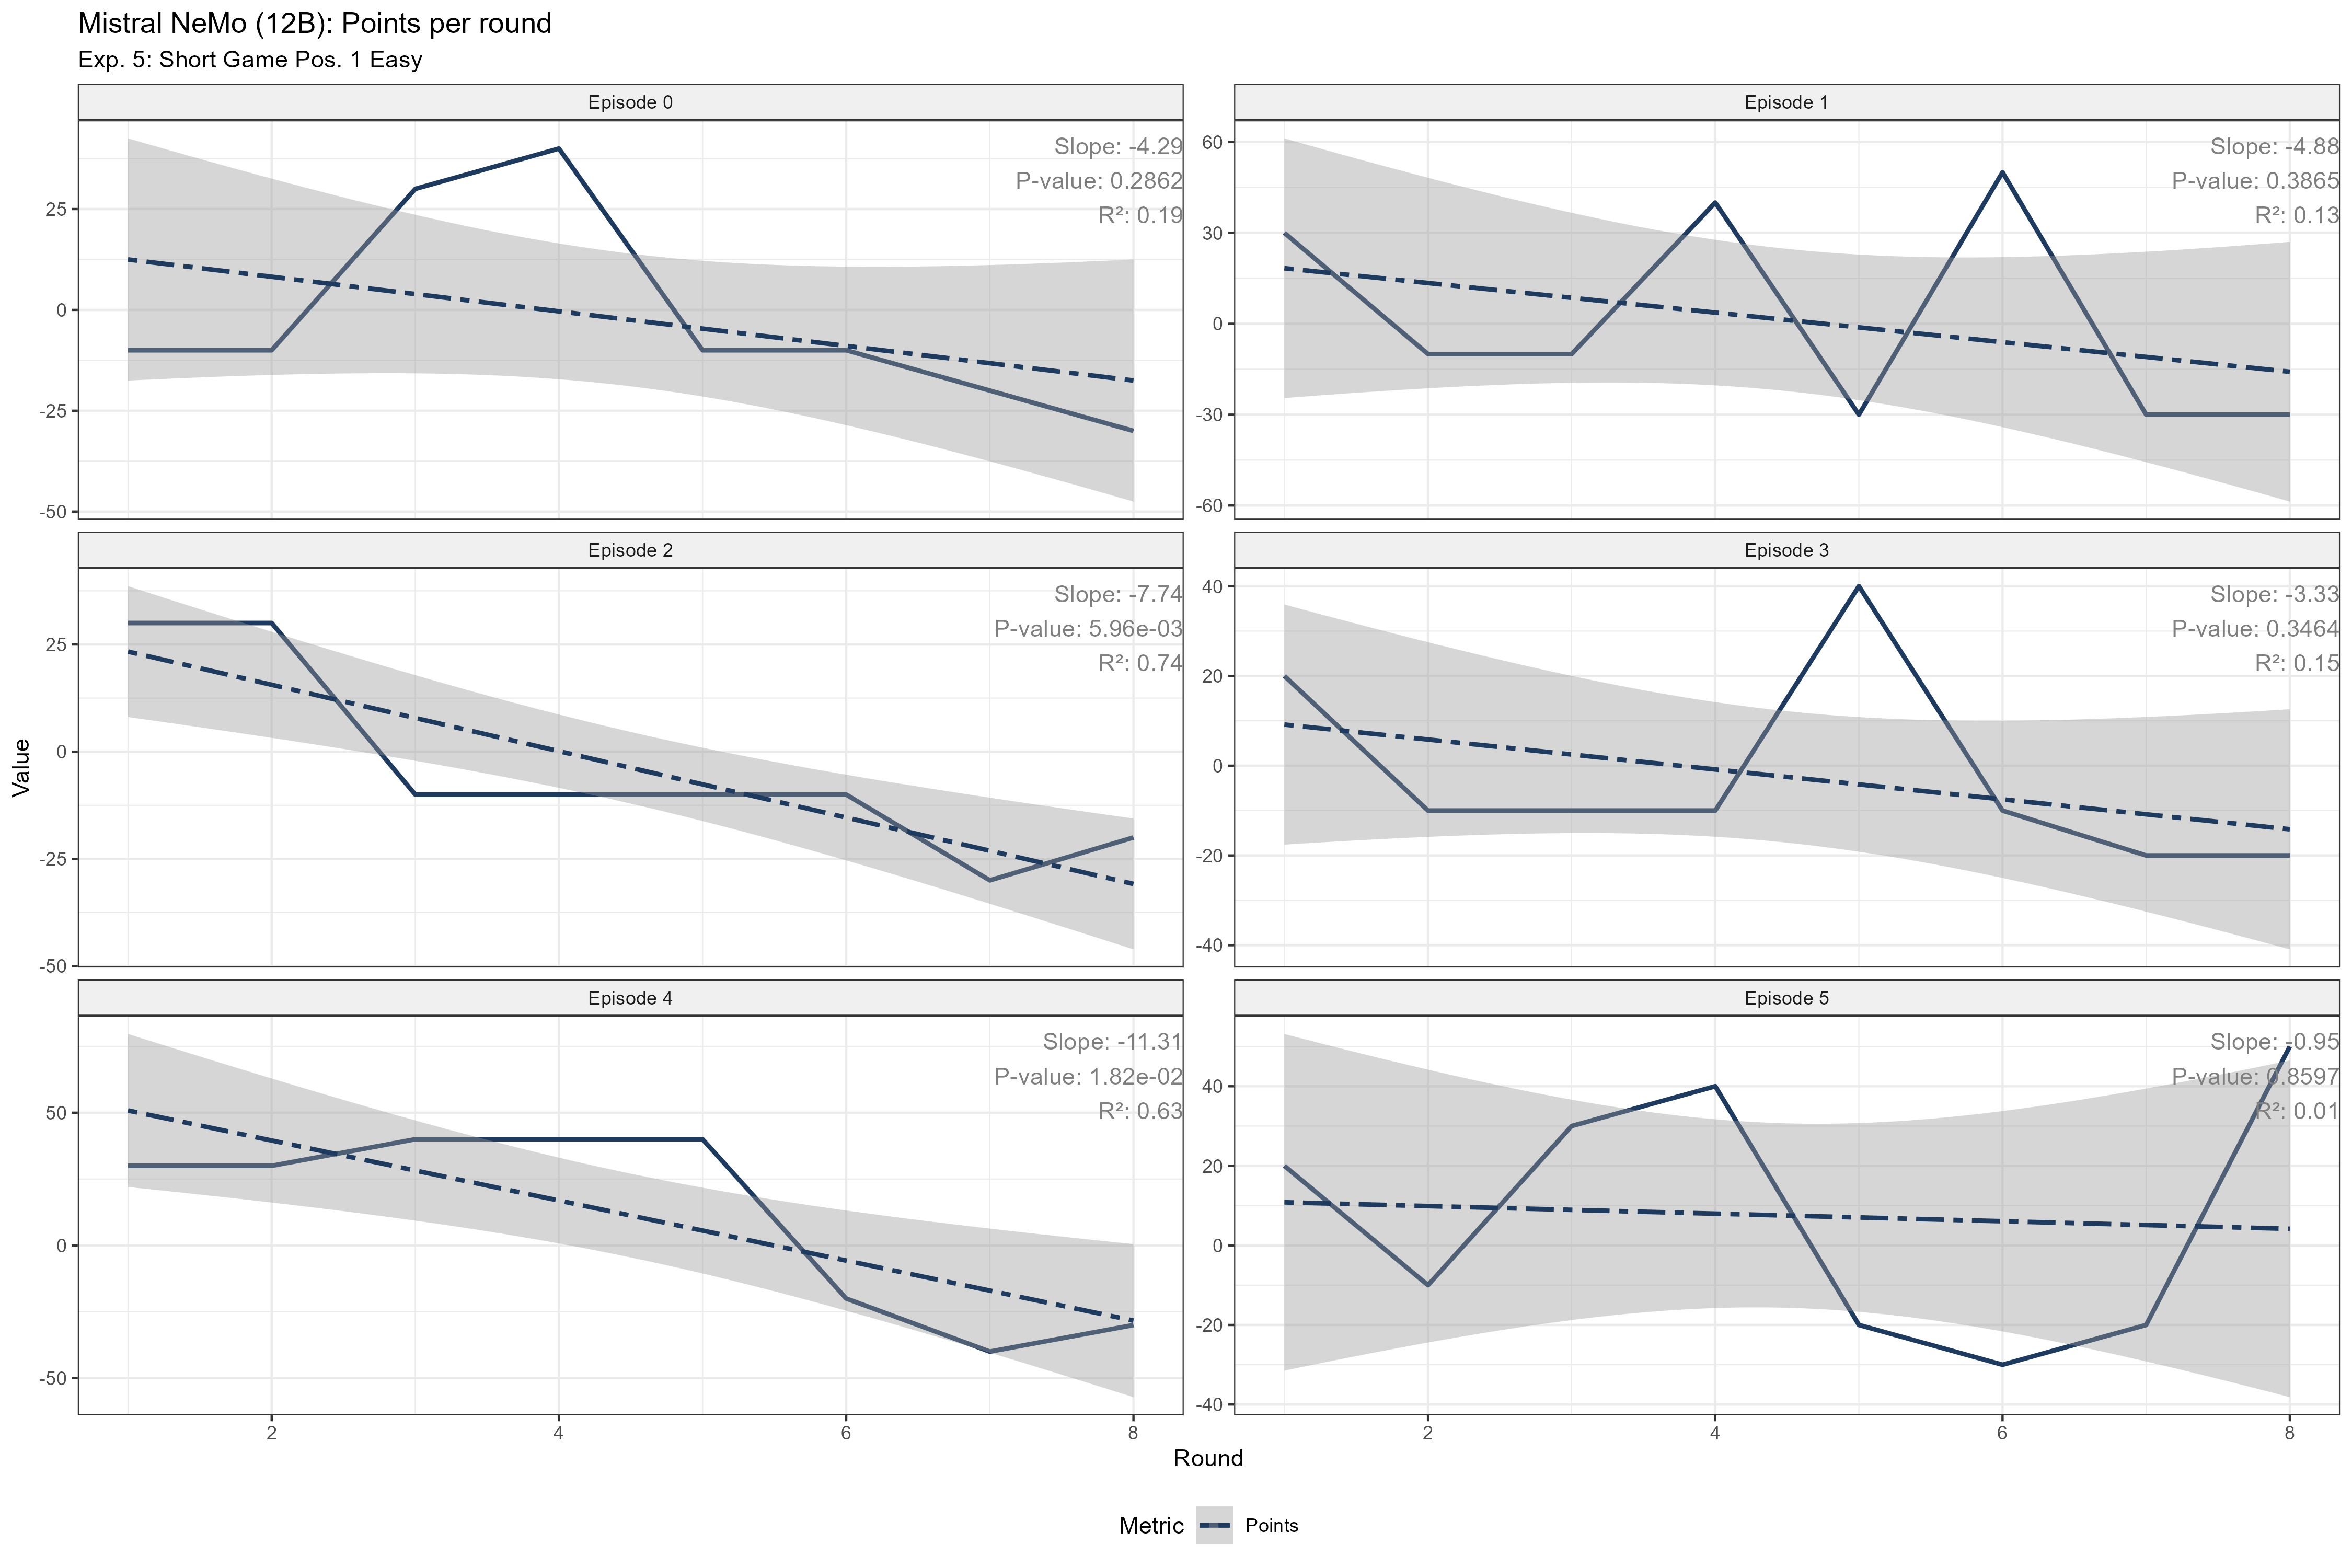 Mistral NeMo (12B): Points per round
Exp. 5: Short Game Pos. 1 Easy
Episode 0
Slope: -4.29
P-value: 0.2862
R²: 0.19
25
0
-25
-50
Episode 1
Slope: -4.88
P-value: 0.3865
R²: 0.13
60
30
0
-30
-60
Episode 2
Slope: -7.74
P-value: 5.96e-03
R²: 0.74
25
0
-25
-50
Episode 3
Slope: -3.33
P-value: 0.3464
R²: 0.15
40
20
0
-20
-40
Value
Episode 4
Slope: -11.31
P-value: 1.82e-02
R²: 0.63
50
0
-50
2 4 6 8
Episode 5
Slope: -0.95
P-value: 0.8597
R²: 0.01
40
20
0
-20
-40
2 4 6 8
Round
Metric Points